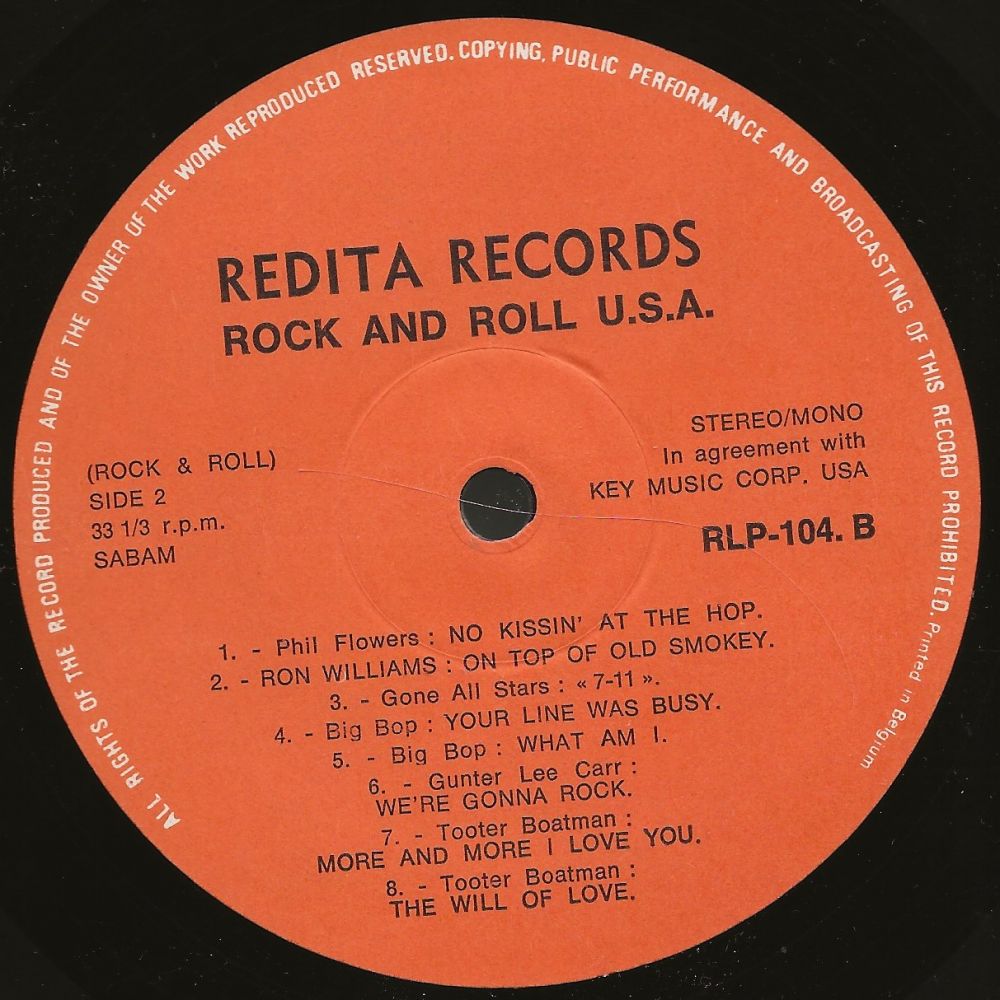 ALL RIGHTS OF THE RECORD PRODUCED AND OF THE OWNER OF THE WORK REPRODUCED RESERVED. COPYING, PUBLIC PERFORMANCE AND BROADCASTING OF THIS RECORD PROHIBITED. Printed in Belgium
REDITA RECORDS
ROCK AND ROLL U.S.A.
(ROCK & ROLL)
SIDE 2
33 1/3 r.p.m.
SABAM
STEREO/MONO
In agreement with
KEY MUSIC CORP. USA
RLP-104. B
1. - Phil Flowers : NO KISSIN' AT THE HOP.
2. - RON WILLIAMS : ON TOP OF OLD SMOKEY.
3. - Gone All Stars : « 7-11 ».
4. - Big Bop : YOUR LINE WAS BUSY.
5. - Big Bop : WHAT AM I.
6. - Gunter Lee Carr :
WE'RE GONNA ROCK.
7. - Tooter Boatman :
MORE AND MORE I LOVE YOU.
8. - Tooter Boatman :
THE WILL OF LOVE.